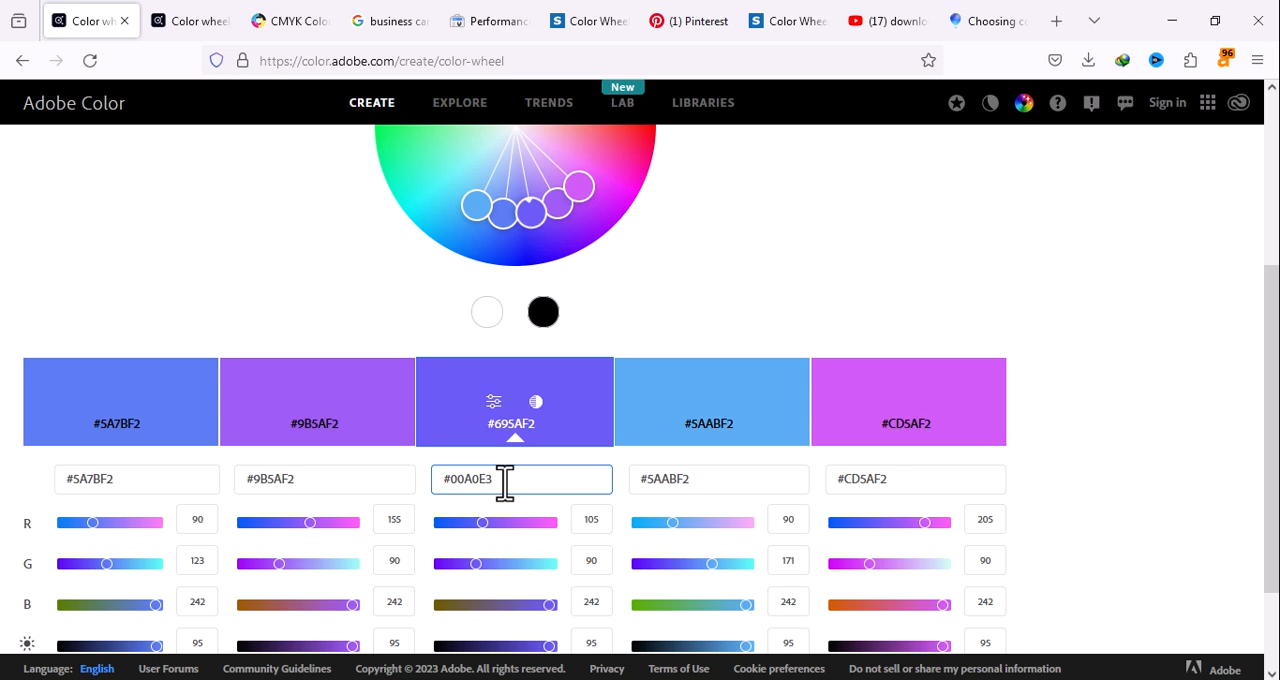 Color wh
Color whee
CMYK Colo
business car
Performanc
Color Whee
(1) Pinterest
Color Whee
(17) downlo
Choosing co
https://color.adobe.com/create/color-wheel
96
Adobe Color
CREATE
EXPLORE
TRENDS
New
LAB
LIBRARIES
Sign in
#5A7BF2
#9B5AF2
#695AF2
#5AABF2
#CD5AF2
#5A7BF2
#9B5AF2
#00A0E3
#5AABF2
#CD5AF2
R
90
155
105
90
205
G
123
90
90
171
90
B
242
242
242
242
242
95
95
95
95
95
Language: English
User Forums
Community Guidelines
Copyright © 2023 Adobe. All rights reserved.
Privacy
Terms of Use
Cookie preferences
Do not sell or share my personal information
Adobe